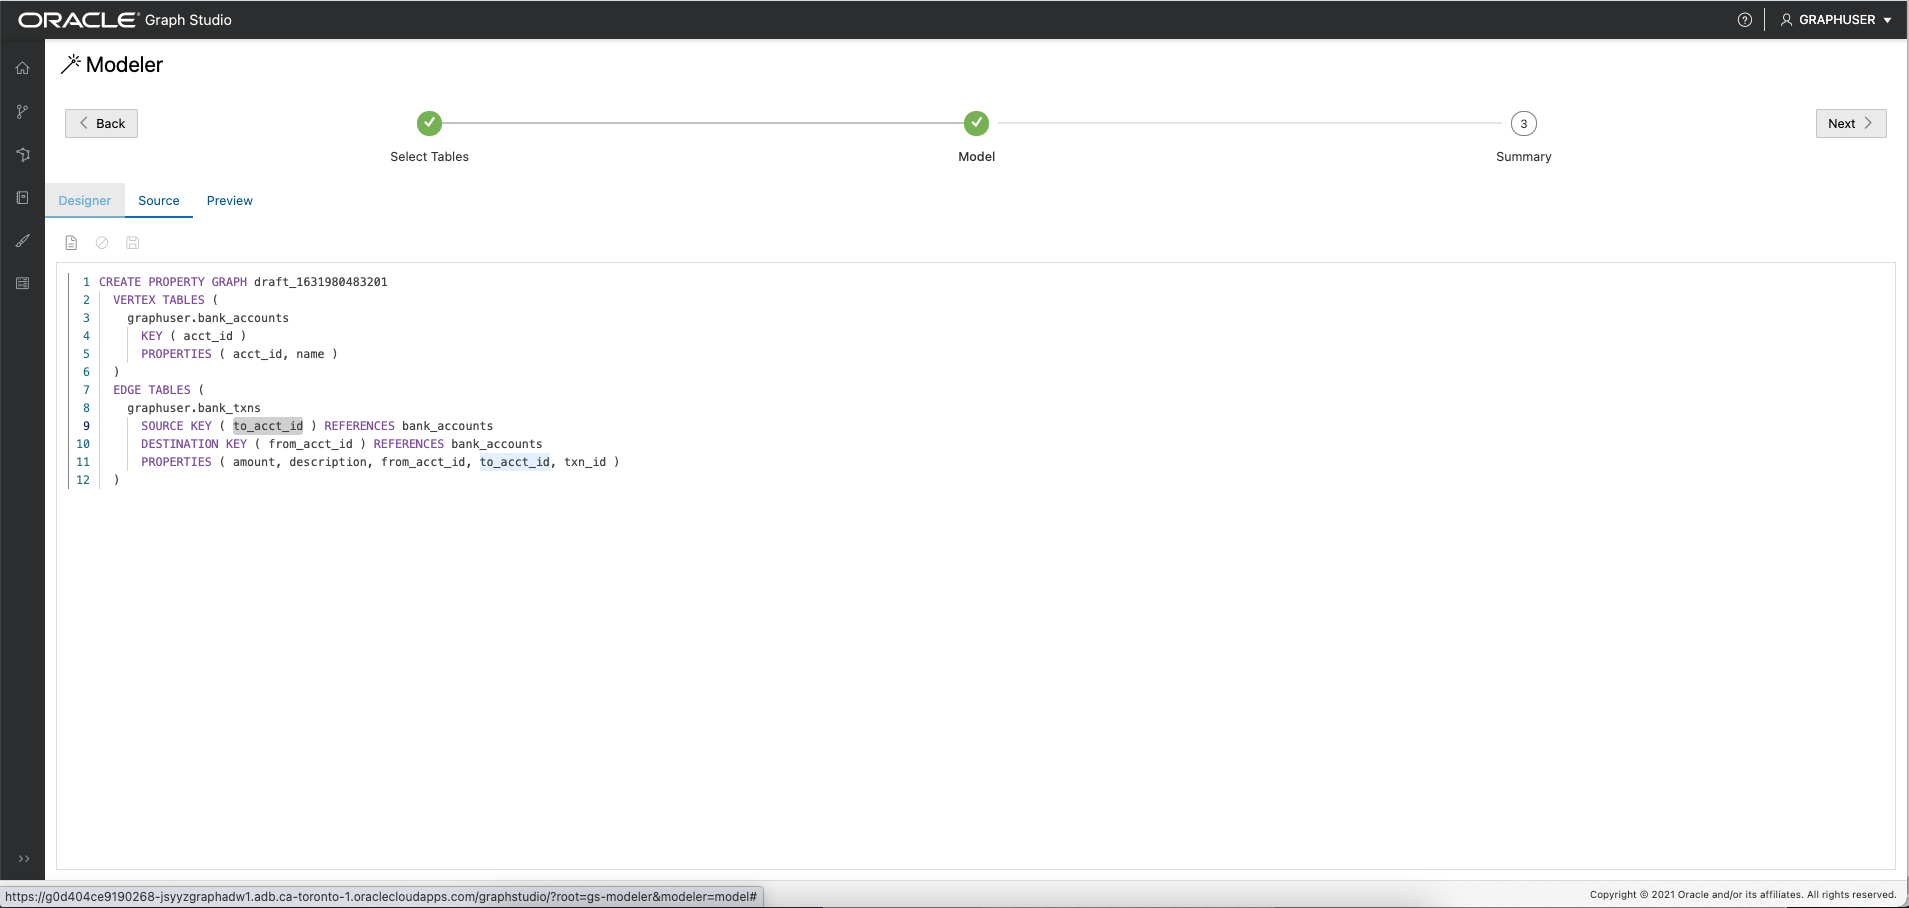 ORACLE Graph Studio
GRAPHUSER
Modeler
Back
Next
3
Select Tables
Model
Summary
Designer
Source
Preview
1 CREATE PROPERTY GRAPH draft_1631980483201
2 VERTEX TABLES (
3 graphuser.bank_accounts
4 KEY ( acct_id )
5 PROPERTIES ( acct_id, name )
6 )
7 EDGE TABLES (
8 graphuser.bank_txns
9 SOURCE KEY ( to_acct_id ) REFERENCES bank_accounts
10 DESTINATION KEY ( from_acct_id ) REFERENCES bank_accounts
11 PROPERTIES ( amount, description, from_acct_id, to_acct_id, txn_id )
12 )
https://g0d404ce9190268-jsyyzgraphadw1.adb.ca-toronto-1.oraclecloudapps.com/graphstudio/?root=gs-modeler&modeler=model#
Copyright © 2021 Oracle and/or its affiliates. All rights reserved.